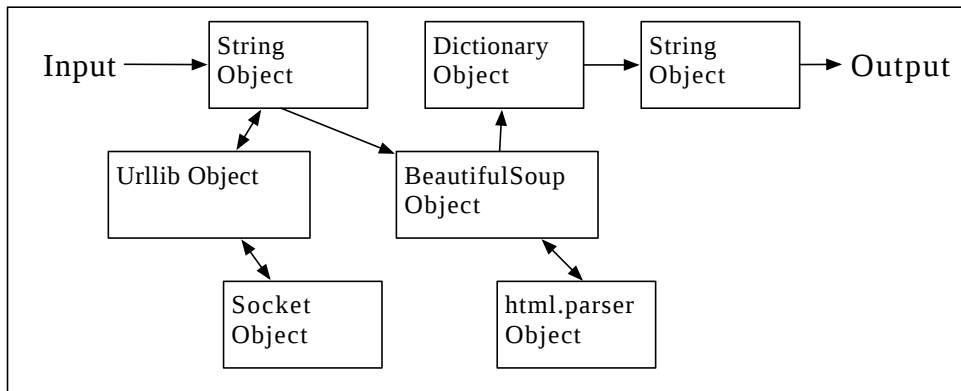 Input
String
Object
Dictionary
Object
String
Object
Output
Urllib Object
BeautifulSoup
Object
Socket
Object
html.parser
Object